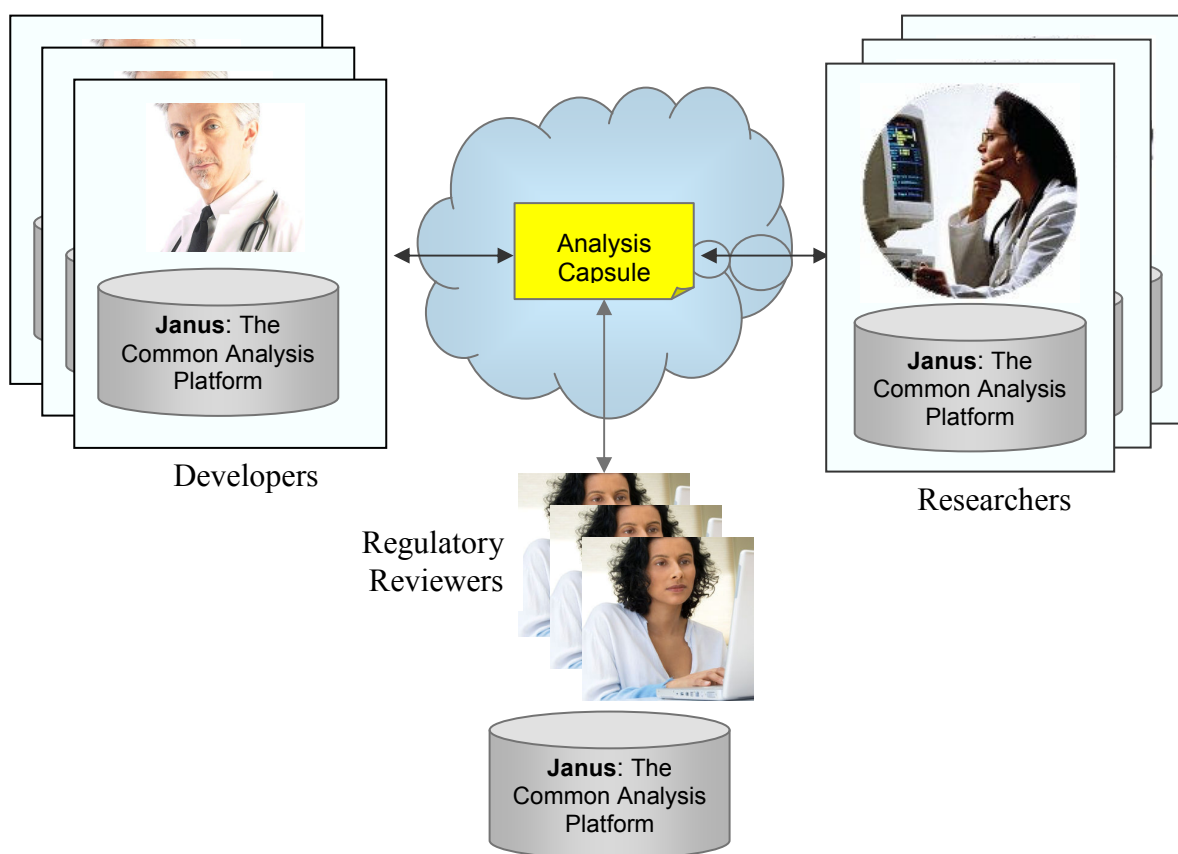 Analysis
Capsule
Janus: The
Common Analysis
Platform
Janus: The
Common Analysis
Platform
Developers
Researchers
Regulatory
Reviewers
Janus: The
Common Analysis
Platform